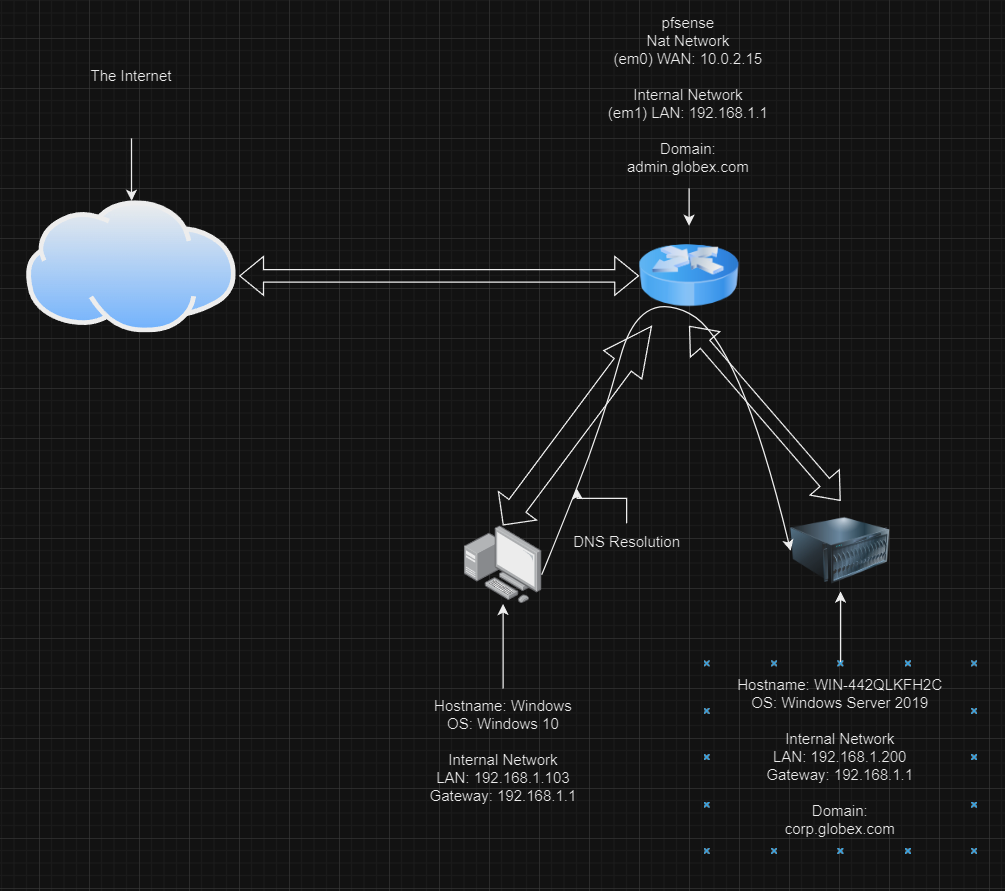 pfsense
Nat Network
(em0) WAN: 10.0.2.15
Internal Network
(em1) LAN: 192.168.1.1
Domain:
admin.globex.com
The Internet
DNS Resolution
Hostname: Windows
OS: Windows 10
Internal Network
LAN: 192.168.1.103
Gateway: 192.168.1.1
Hostname: WIN-442QLKFH2C
OS: Windows Server 2019
Internal Network
LAN: 192.168.1.200
Gateway: 192.168.1.1
Domain:
corp.globex.com